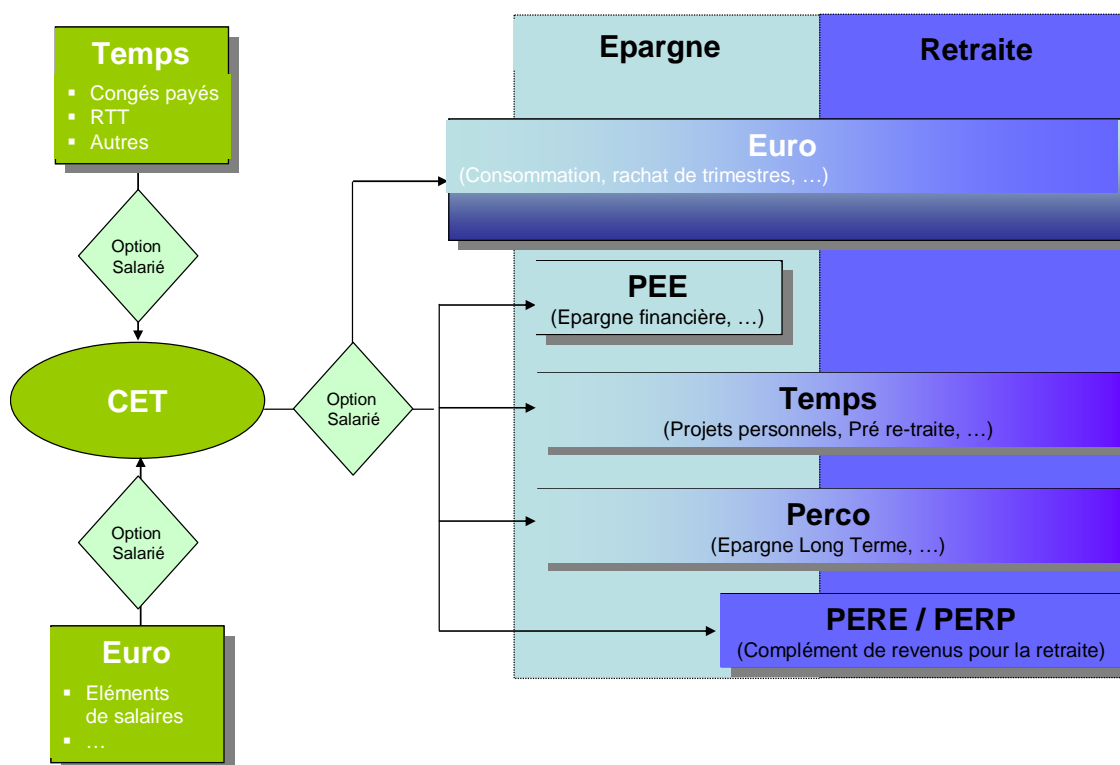 Temps
▪ Congés payés
▪ RTT
▪ Autres
Option
Salarié
CET
Option
Salarié
Euro
▪ Eléments
de salaires
▪ …
Option
Salarié
Epargne
Retraite
Euro
(Consommation, rachat de trimestres, …)
PEE
(Epargne financière, …)
Temps
(Projets personnels, Pré re-traite, …)
Perco
(Epargne Long Terme, …)
PERE / PERP
(Complément de revenus pour la retraite)